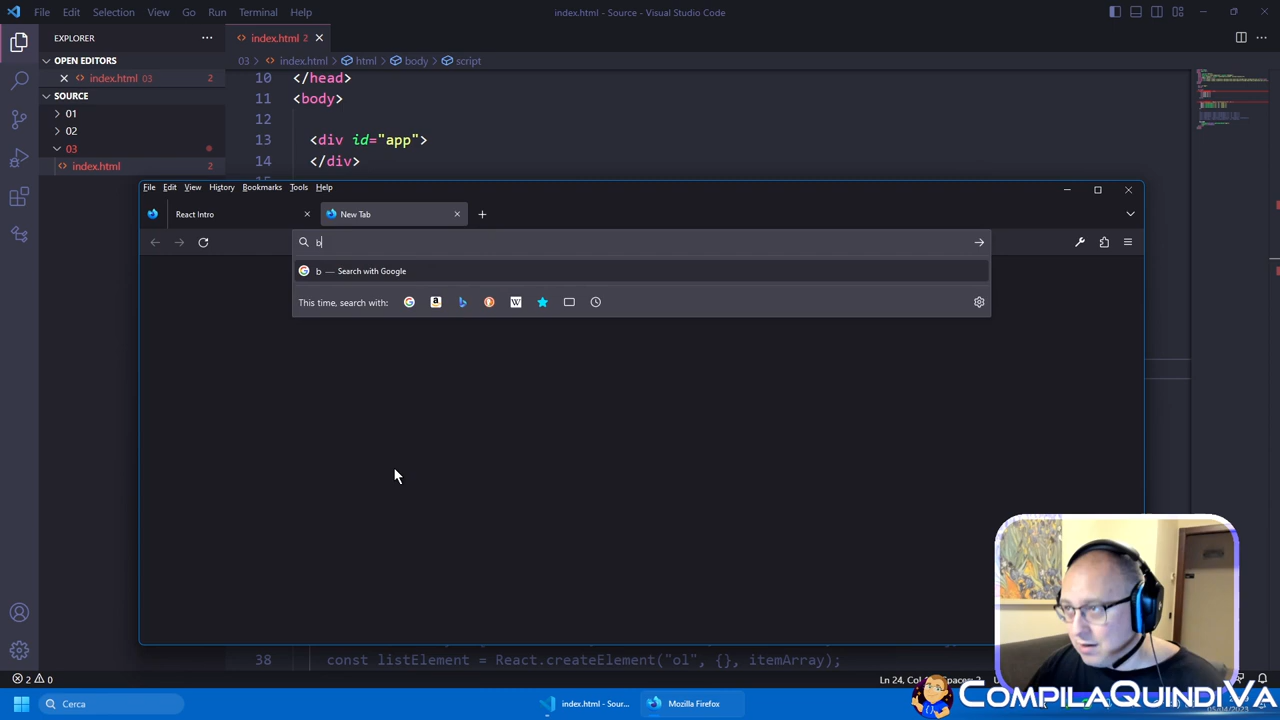 File Edit Selection View Go Run Terminal Help
index.html - Source - Visual Studio Code
EXPLORER
OPEN EDITORS
index.html 03 2
SOURCE
01
02
03
index.html 2
index.html 2
03 > index.html > html > body > script
10 </head>
11 <body>
12
13 <div id="app">
14 </div>
File Edit View History Bookmarks Tools Help
React Intro
New Tab
b
b — Search with Google
This time, search with:
38 const listElement = React.createElement("ol", {}, itemArray);
2 0
Ln 24, Col
Cerca
index.html - Sourc...
Mozilla Firefox
COMPILAQUINDIVA